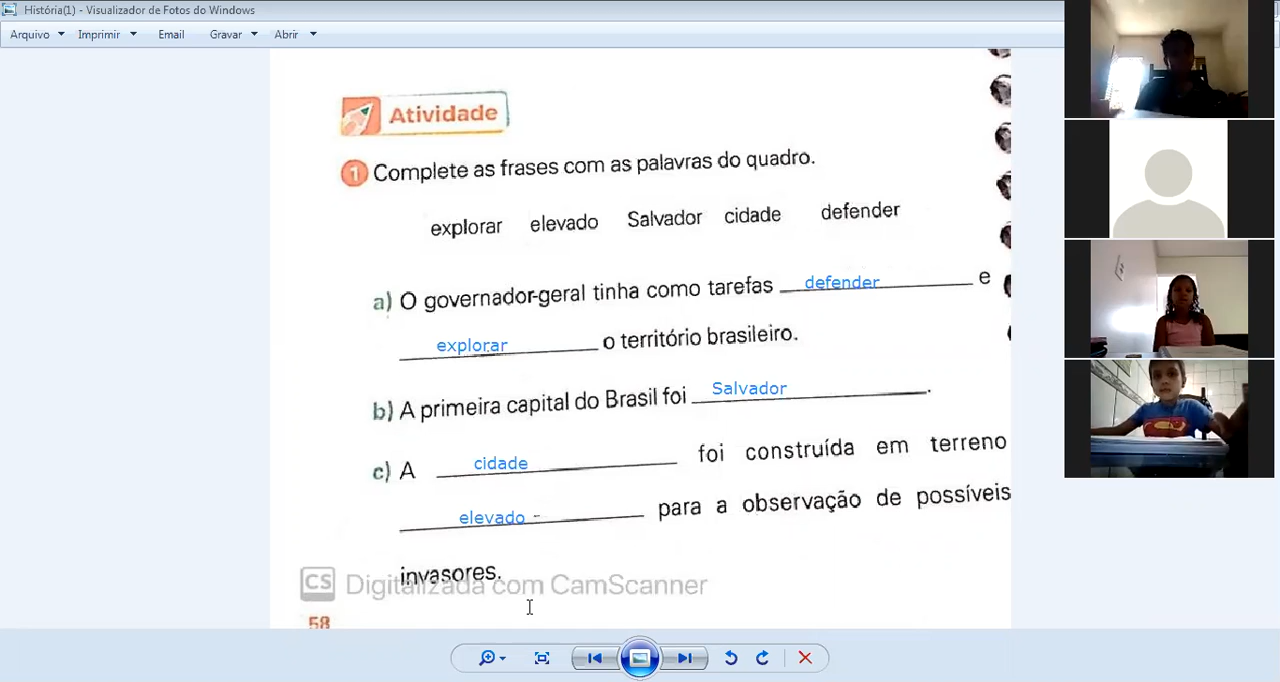 História(1) - Visualizador de Fotos do Windows
Arquivo Imprimir Email Gravar Abrir
Atividade
1 Complete as frases com as palavras do quadro.
explorar elevado Salvador cidade defender
a) O governador-geral tinha como tarefas defender e
explorar o território brasileiro.
b) A primeira capital do Brasil foi Salvador.
c) A cidade foi construída em terreno
elevado - para a observação de possíveis
invasores.
CS Digitalizada com CamScanner
58